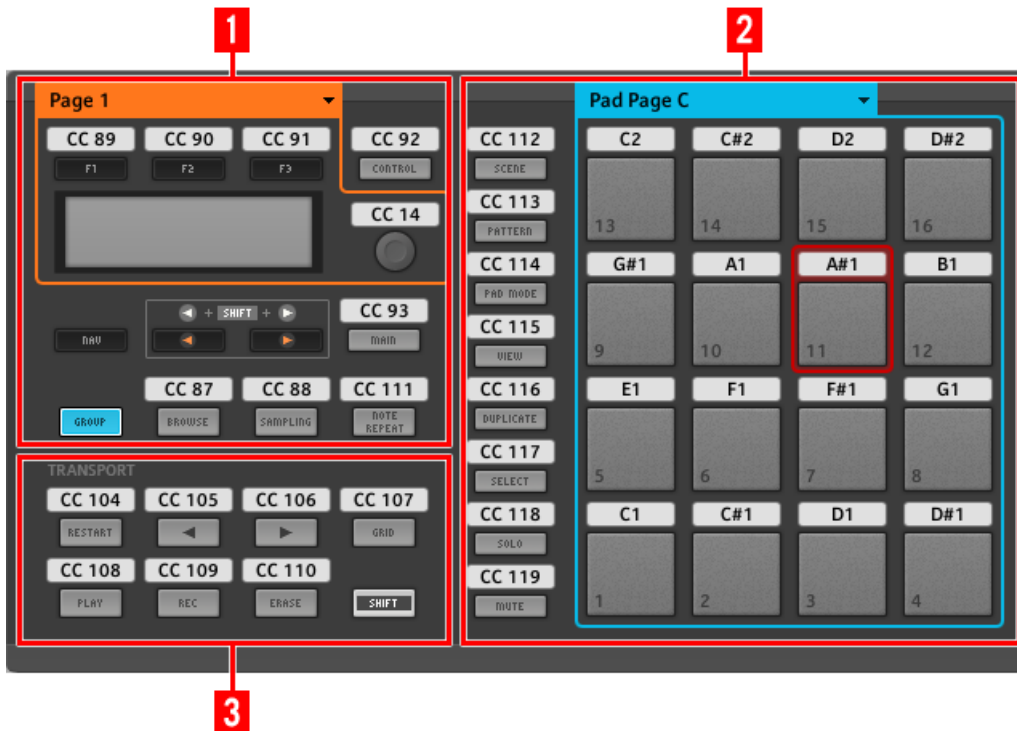 1
2
Page 1
Pad Page C
CC 89 CC 90 CC 91 CC 92
F1 F2 F3 CONTROL
CC 14
+ SHIFT +
CC 93
NAV MAIN
CC 87 CC 88 CC 111
GROUP BROWSE SAMPLING NOTE
REPEAT
TRANSPORT
CC 104 CC 105 CC 106 CC 107
RESTART GRID
CC 108 CC 109 CC 110
PLAY REC ERASE SHIFT
CC 112
SCENE
CC 113
PATTERN
CC 114
PAD MODE
CC 115
VIEW
CC 116
DUPLICATE
CC 117
SELECT
CC 118
SOLO
CC 119
MUTE
C2 C#2 D2 D#2
13 14 15 16
G#1 A1 A#1 B1
9 10 11 12
E1 F1 F#1 G1
5 6 7 8
C1 C#1 D1 D#1
1 2 3 4
3